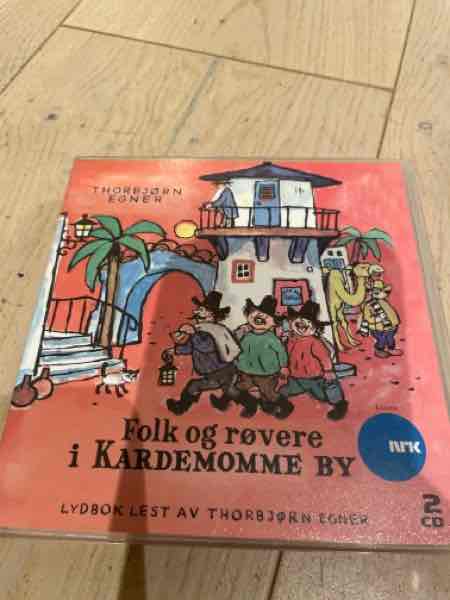 THORBJØRN
EGNER
Folk og røvere
i KARDEMOMME BY
NRK
LYDBOK LEST AV THORBJØRN EGNER
2
CD